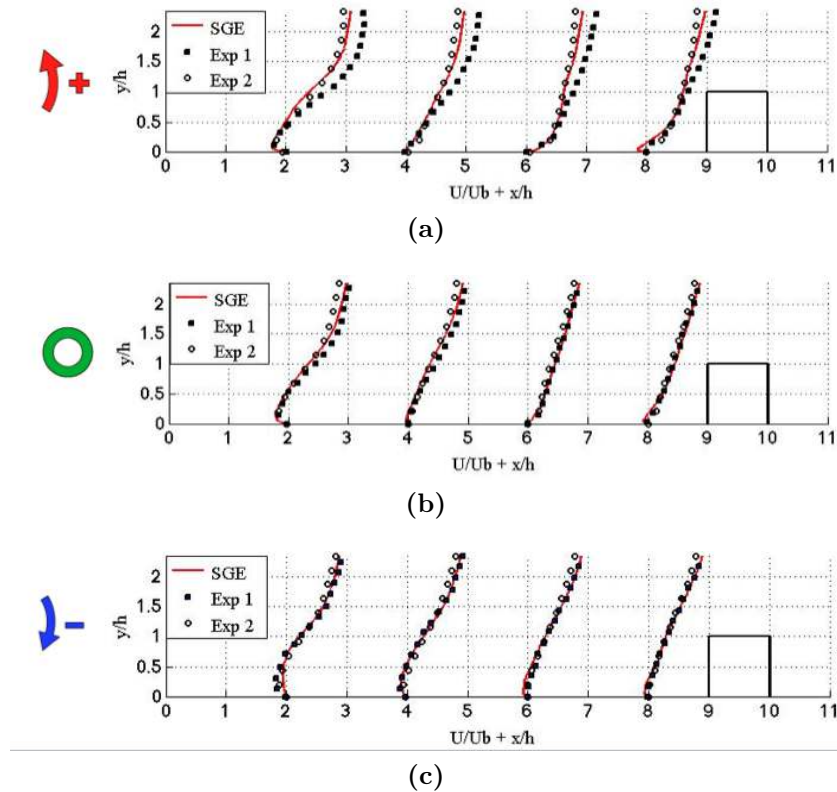 2
1.5
1
0.5
0
y/h
SGE
Exp 1
Exp 2
0 1 2 3 4 5 6 7 8 9 10 11
U/Ub + x/h
+
(a)
2
1.5
1
0.5
0
y/h
SGE
Exp 1
Exp 2
0 1 2 3 4 5 6 7 8 9 10 11
U/Ub + x/h
(b)
2
1.5
1
0.5
0
y/h
SGE
Exp 1
Exp 2
0 1 2 3 4 5 6 7 8 9 10 11
U/Ub + x/h
−
(c)